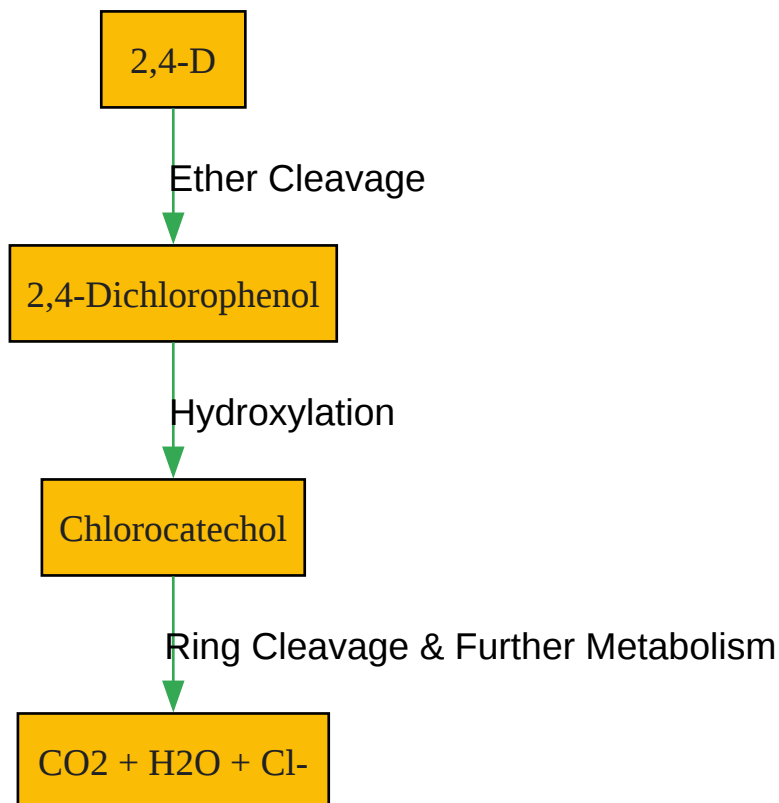 2,4-D
Ether Cleavage
2,4-Dichlorophenol
Hydroxylation
Chlorocatechol
Ring Cleavage & Further Metabolism
CO2 + H2O + Cl-